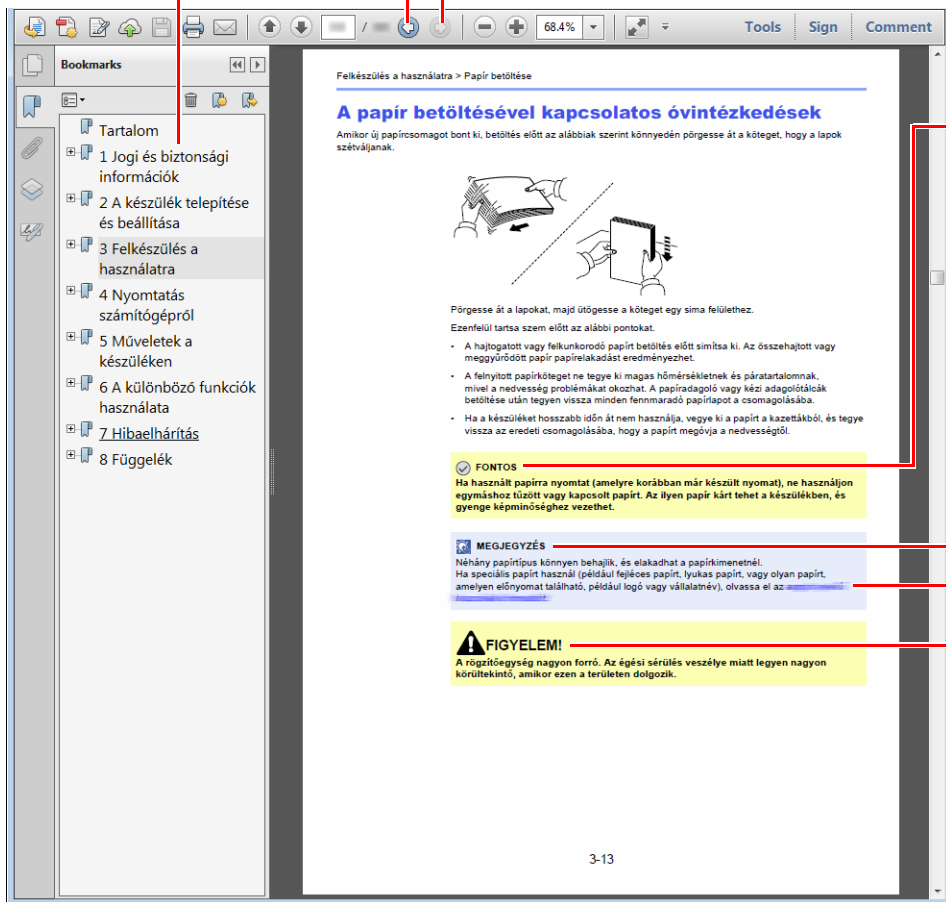 /
68.4%
Tools
Sign
Comment
Bookmarks
Tartalom
1 Jogi és biztonsági
információk
2 A készülék telepítése
és beállítása
3 Felkészülés a
használatra
4 Nyomtatás
számítógépről
5 Műveletek a
készüléken
6 A különböző funkciók
használata
7 Hibaelhárítás
8 Függelék
Felkészülés a használatra > Papír betöltése
A papír betöltésével kapcsolatos óvintézkedések
Amikor új papírcsomagot bont ki, betöltés előtt az alábbiak szerint könnyedén pörgesse át a köteget, hogy a lapok
szétváljanak.
Pörgesse át a lapokat, majd ütögesse a köteget egy sima felülethez.
Ezenfelül tartsa szem előtt az alábbi pontokat.
• A hajtogatott vagy felkunkorodó papírt betöltés előtt simítsa ki. Az összehajtott vagy
meggyűrődött papír papírelakadást eredményezhet.
• A felnyitott papírköteget ne tegye ki magas hőmérsékletnek és páratartalomnak,
mivel a nedvesség problémákat okozhat. A papíradagoló vagy kézi adagolótálcák
betöltése után tegyen vissza minden fennmaradó papírlapot a csomagolásába.
• Ha a készüléket hosszabb időn át nem használja, vegye ki a papírt a kazettákból, és tegye
vissza az eredeti csomagolásába, hogy a papírt megóvja a nedvességtől.
FONTOS
Ha használt papírra nyomtat (amelyre korábban már készült nyomat), ne használjon
egymáshoz tűzött vagy kapcsolt papírt. Az ilyen papír kárt tehet a készülékben, és
gyenge képminőséghez vezethet.
MEGJEGYZÉS
Néhány papírtípus könnyen behajlik, és elakadhat a papírkimenetnél.
Ha speciális papírt használ (például fejléces papírt, lyukas papírt, vagy olyan papírt,
amelyen előnyomat található, például logó vagy vállalatnév), olvassa el az
FIGYELEM!
A rögzítőegység nagyon forró. Az égési sérülés veszélye miatt legyen nagyon
körültekintő, amikor ezen a területen dolgozik.
3-13